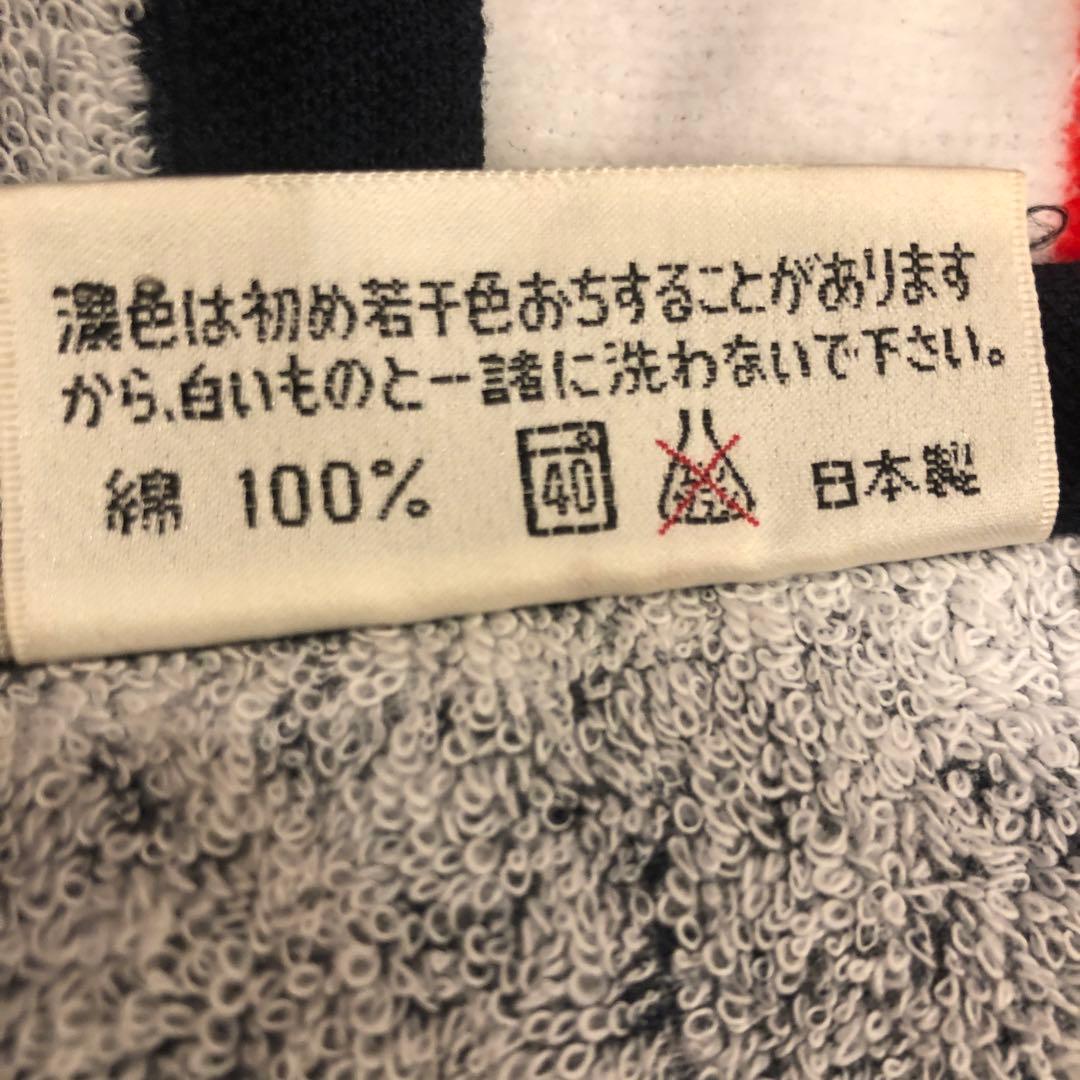 濃色は初め若干色おちすることがあります
から、白いものと一諸に洗わないで下さい。
綿 100% 40 日本製